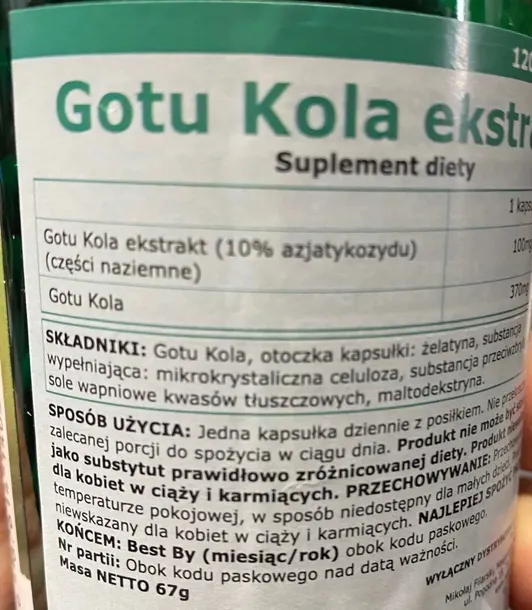 120
Gotu Kola ekstr
Suplement diety
1 kaps
Gotu Kola ekstrakt (10% azjatykozydu) 100mg
(części naziemne)
Gotu Kola 370mg
SKŁADNIKI: Gotu Kola, otoczka kapsułki: żelatyna, substancja
wypełniająca: mikrokrystaliczna celuloza, substancja przeciwzbry
sole wapniowe kwasów tłuszczowych, maltodekstryna.
SPOSÓB UŻYCIA: Jedna kapsułka dziennie z posiłkiem. Nie
zalecanej porcji do spożycia w ciągu dnia. Produkt nie może być
jako substytut prawidłowo zróżnicowanej diety. Produkt
dla kobiet w ciąży i karmiących. PRZECHOWYWANIE:
temperaturze pokojowej, w sposób niedostępny dla małych dzieci.
niewskazany dla kobiet w ciąży i karmiących. NAJLEPIEJ SPOŻYĆ
KOŃCEM: Best By (miesiąc/rok) obok kodu paskowego.
Nr partii: Obok kodu paskowego nad datą ważności.
Masa NETTO 67g
WYŁĄCZNY
Mikołaj
ul. Pogodna